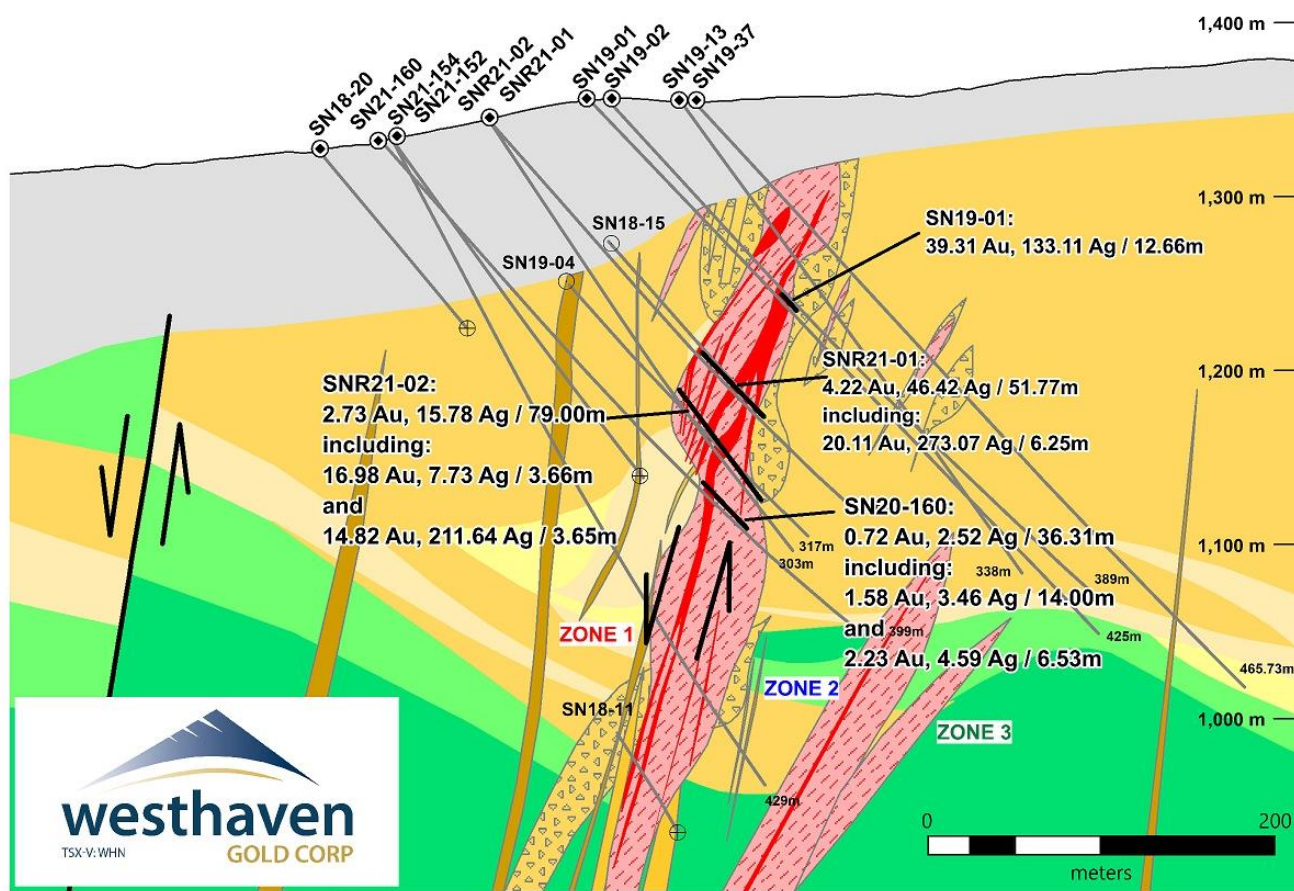 1,400 m
SN18-20
SN21-160
SN21-154
SN21-152
SNR21-02
SNR21-01
SN19-01
SN19-02
SN19-13
SN19-37
1,300 m
SN18-15
SN19-04
SN19-01:
39.31 Au, 133.11 Ag / 12.66m
1,200 m
SNR21-01:
4.22 Au, 46.42 Ag / 51.77m
including:
20.11 Au, 273.07 Ag / 6.25m
SNR21-02:
2.73 Au, 15.78 Ag / 79.00m
including:
16.98 Au, 7.73 Ag / 3.66m
and
14.82 Au, 211.64 Ag / 3.65m
1,100 m
SN20-160:
0.72 Au, 2.52 Ag / 36.31m
including:
1.58 Au, 3.46 Ag / 14.00m
and
2.23 Au, 4.59 Ag / 6.53m
317m
303m
338m
389m
399m
425m
465.73m
ZONE 1
ZONE 2
ZONE 3
SN18-11
1,000 m
429m
westhaven
TSX-V: WHN
GOLD CORP
0
200
meters